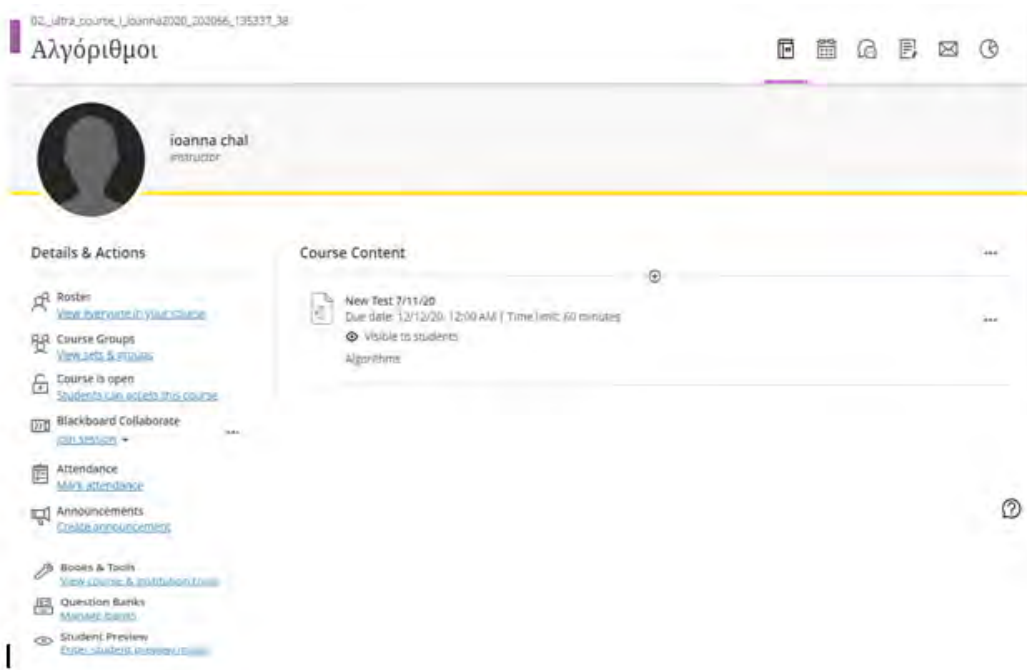 Αλγόριθμοι
ioanna chal
instructor
Details & Actions
Roster
View everyone in your course
Course Groups
View sets & groups
Course is open
Students can access this course
Blackboard Collaborate
Join session
Attendance
Mark attendance
Announcements
Create announcement
Books & Tools
View course & institution tools
Question Banks
Manage banks
Student Preview
Enter student preview
Course Content
New Test 7/11/20
Due date: 12/12/20, 12:00 AM | Time limit: 60 minutes
Visible to students
Algorithms